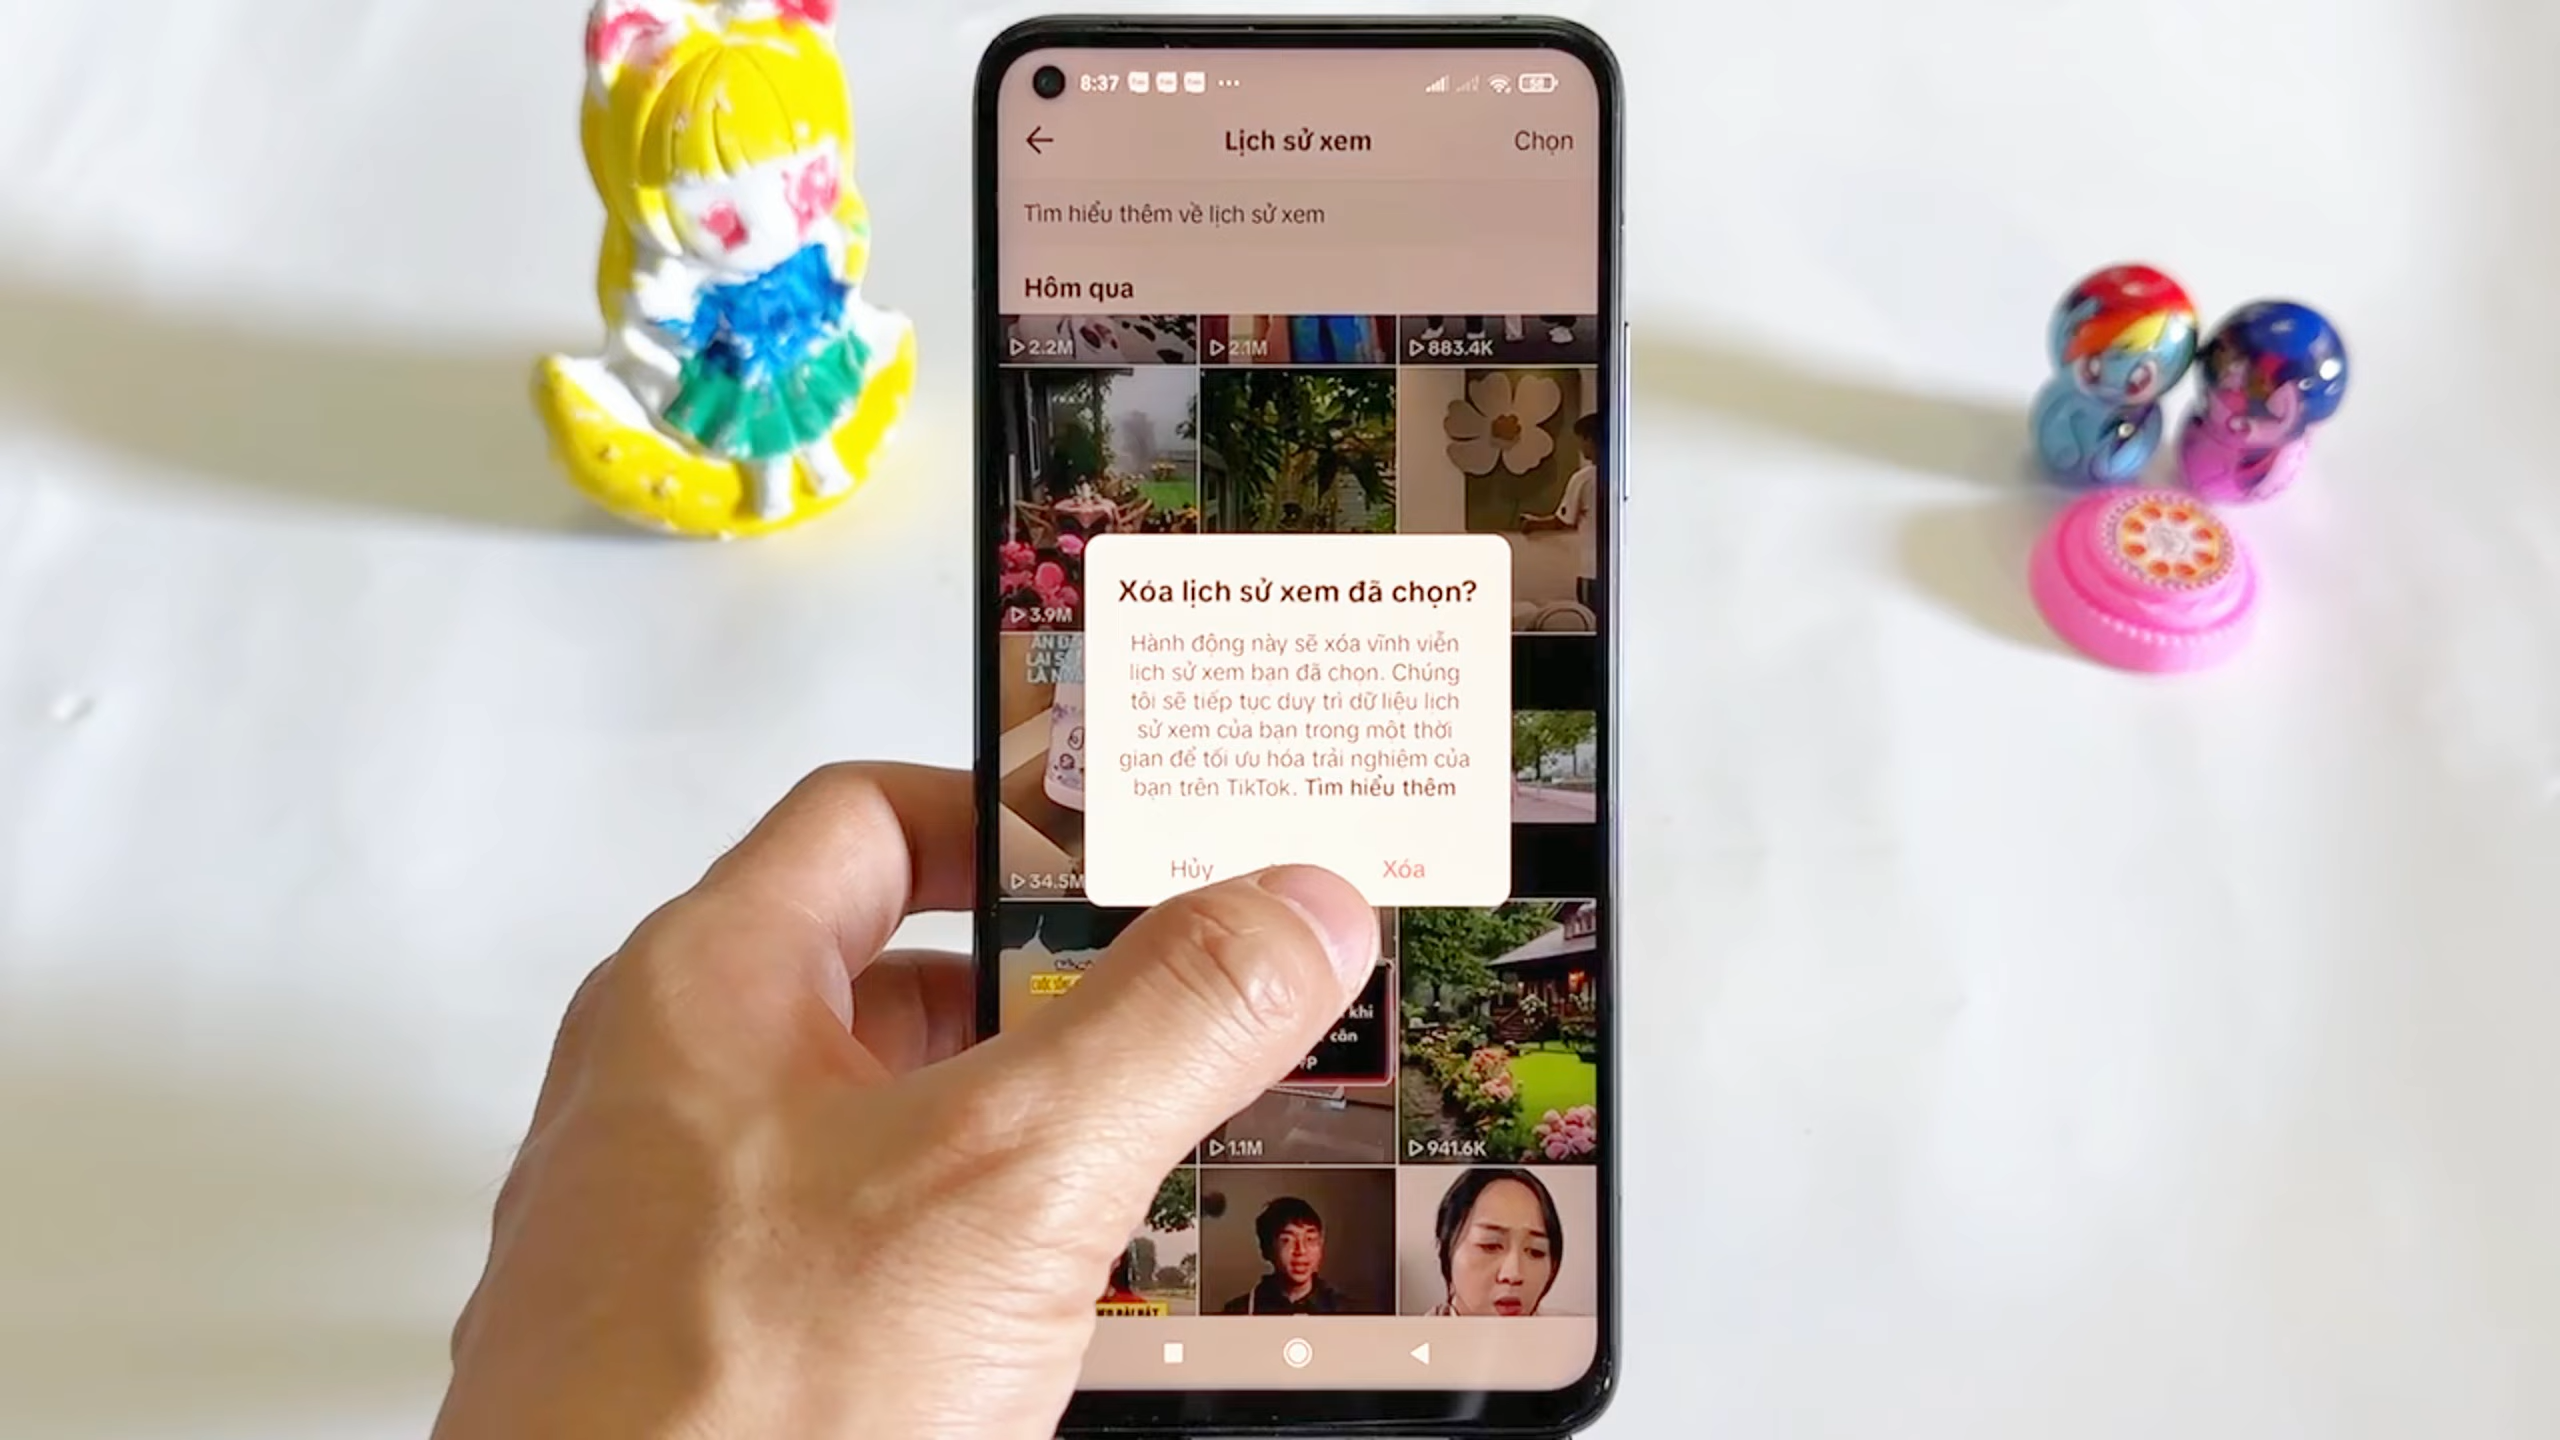 8:37
58
Lịch sử xem
Chọn
Tìm hiểu thêm về lịch sử xem
Hôm qua
2.2M
2.1M
883.4K
3.9M
Xóa lịch sử xem đã chọn?
Hành động này sẽ xóa vĩnh viễn
lịch sử xem bạn đã chọn. Chúng
tôi sẽ tiếp tục duy trì dữ liệu lịch
sử xem của bạn trong một thời
gian để tối ưu hóa trải nghiệm của
bạn trên TikTok. Tìm hiểu thêm
Hủy
Xóa
34.5M
khi
căn
1.1M
941.6K